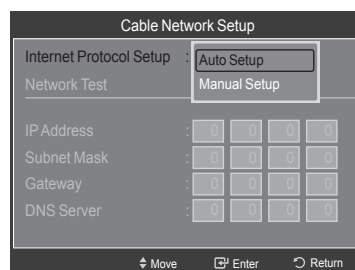 Cable Network Setup
Internet Protocol Setup : Auto Setup
Manual Setup
Network Test
IP Address : 0 0 0 0
Subnet Mask : 0 0 0 0
Gateway : 0 0 0 0
DNS Server : 0 0 0 0
Move Enter Return